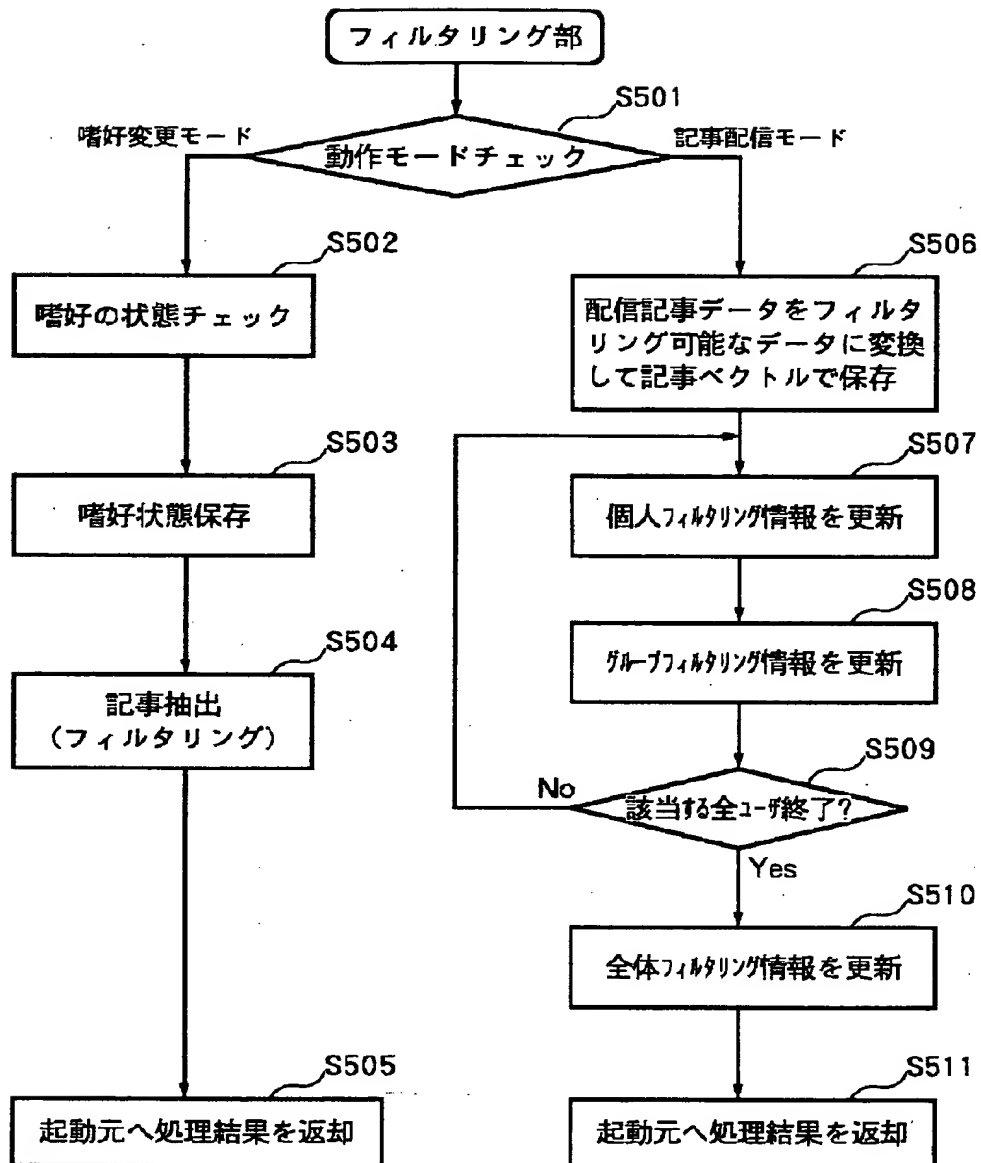 フィルタリング部
S501
嗜好変更モード
動作モードチェック
記事配信モード
S502
嗜好の状態チェック
S503
嗜好状態保存
S504
記事抽出
(フィルタリング)
S505
起動元へ処理結果を返却
S506
配信記事データをフィルタ
リング可能なデータに変換
して記事ベクトルで保存
S507
個人フィルタリング情報を更新
S508
グループフィルタリング情報を更新
S509
該当する全ユーザ終了?
No
Yes
S510
全体フィルタリング情報を更新
S511
起動元へ処理結果を返却